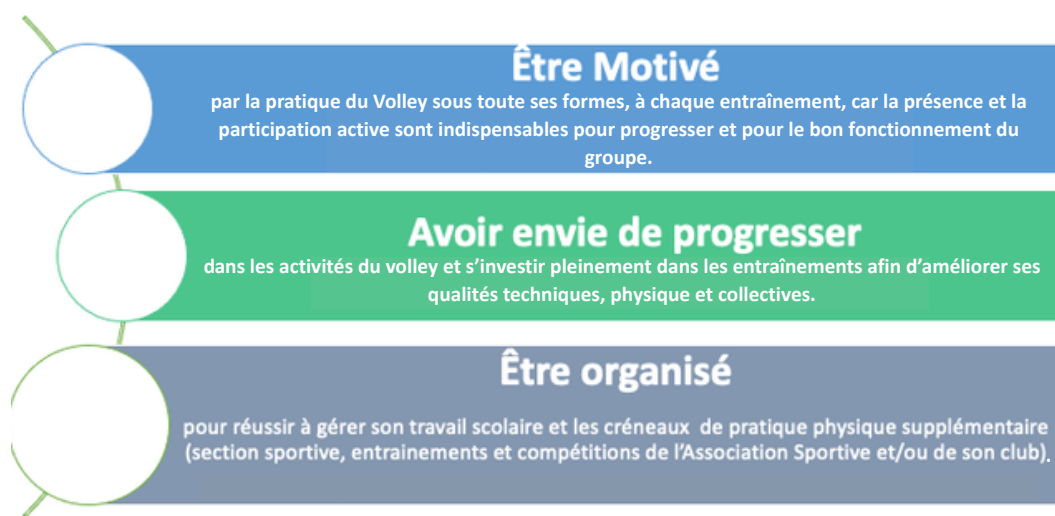 Être Motivé
par la pratique du Volley sous toute ses formes, à chaque entraînement, car la présence et la
participation active sont indispensables pour progresser et pour le bon fonctionnement du
groupe.
Avoir envie de progresser
dans les activités du volley et s’investir pleinement dans les entraînements afin d’améliorer ses
qualités techniques, physique et collectives.
Être organisé
pour réussir à gérer son travail scolaire et les créneaux de pratique physique supplémentaire
(section sportive, entrainements et compétitions de l’Association Sportive et/ou de son club).